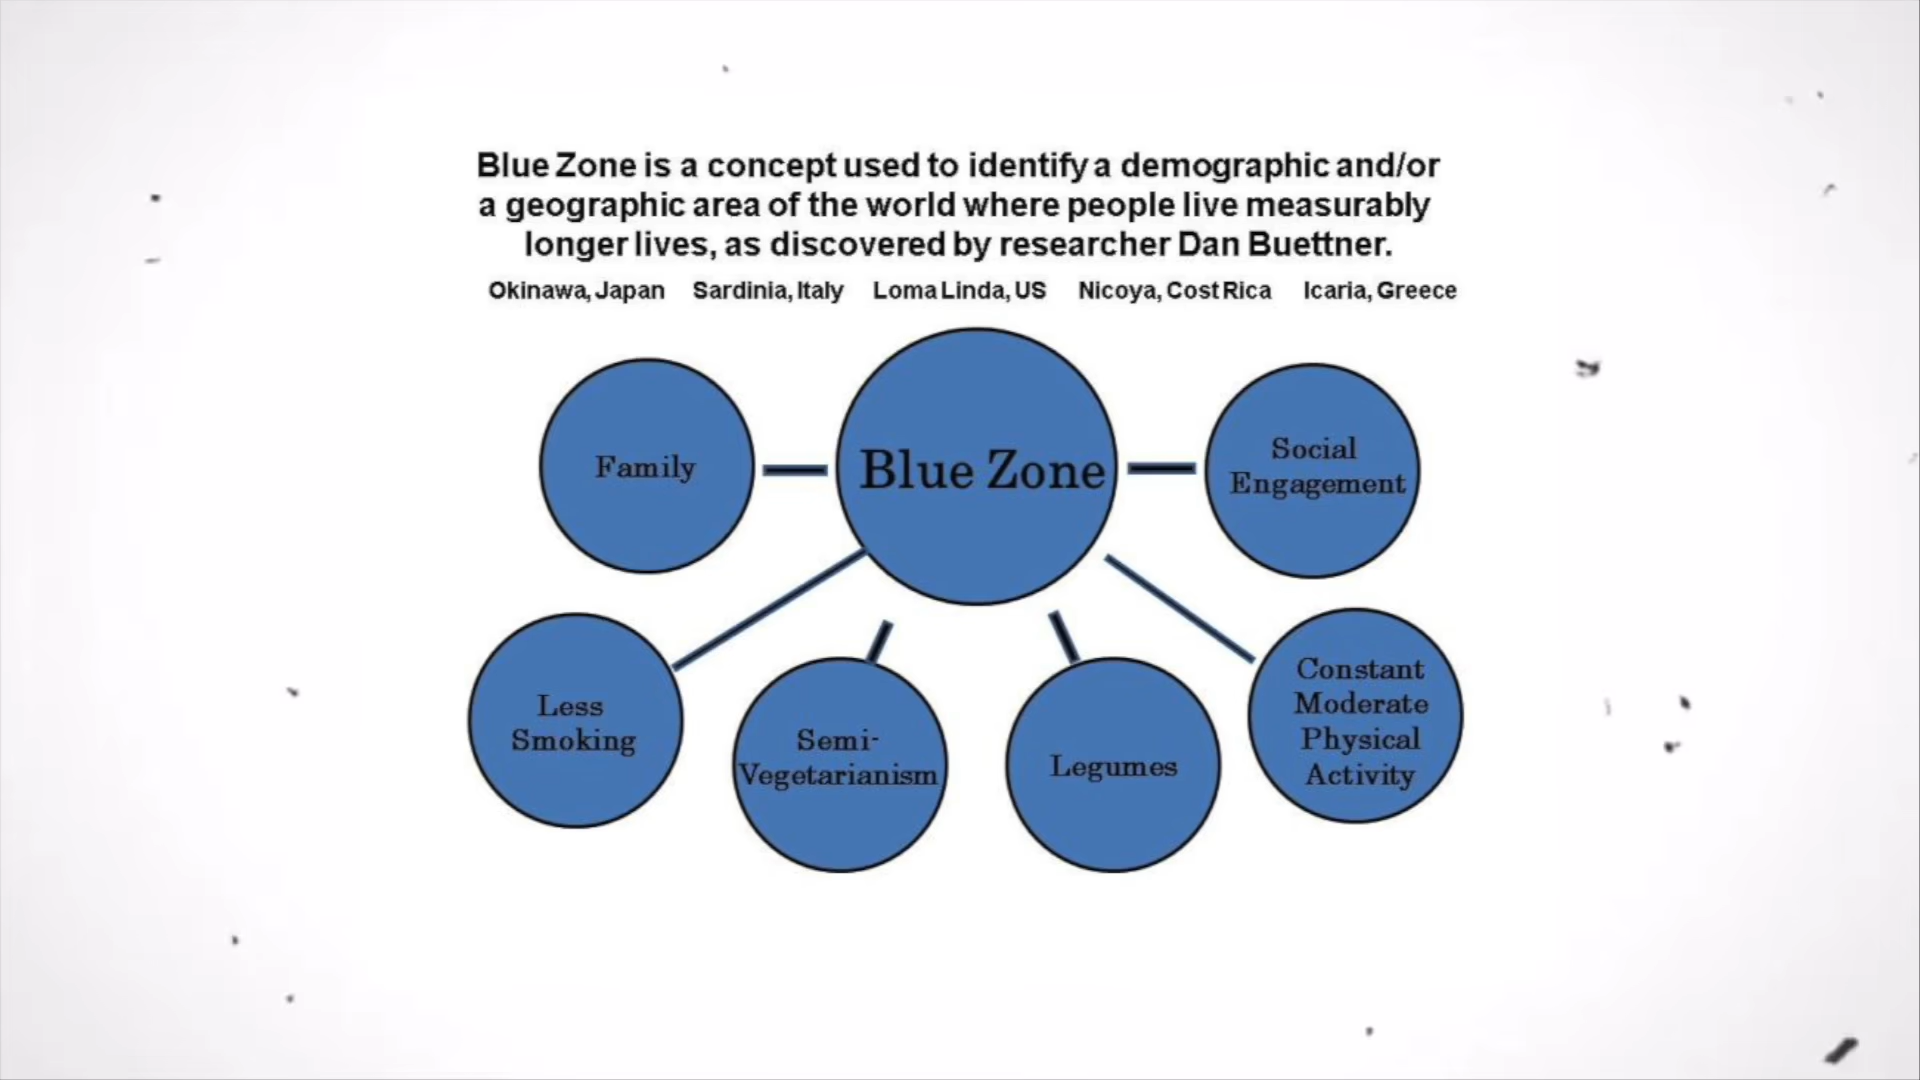 Blue Zone is a concept used to identify a demographic and/or
a geographic area of the world where people live measurably
longer lives, as discovered by researcher Dan Buettner.
Okinawa, Japan Sardinia, Italy Loma Linda, US Nicoya, Cost Rica Icaria, Greece
Family
Blue Zone
Social
Engagement
Less
Smoking
Semi-
Vegetarianism
Legumes
Constant
Moderate
Physical
Activity